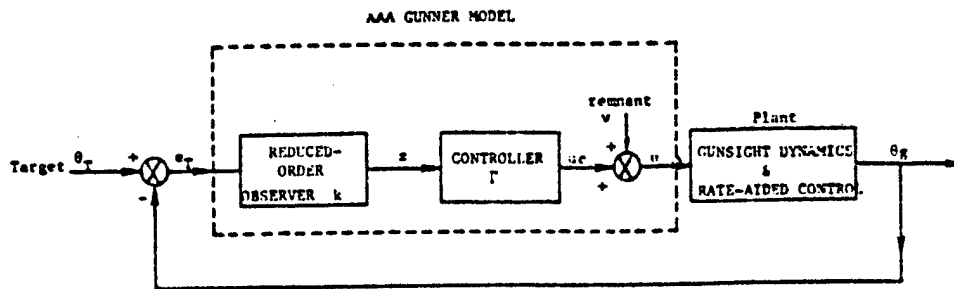 AAA GUNNER MODEL
remnant
v
Plant
Target
θT
+
-
eT
REDUCED-
ORDER
OBSERVER k
z
CONTROLLER
Γ
uc
+
+
u
GUNSIGHT DYNAMICS
&
RATE-AIDED CONTROL
θg